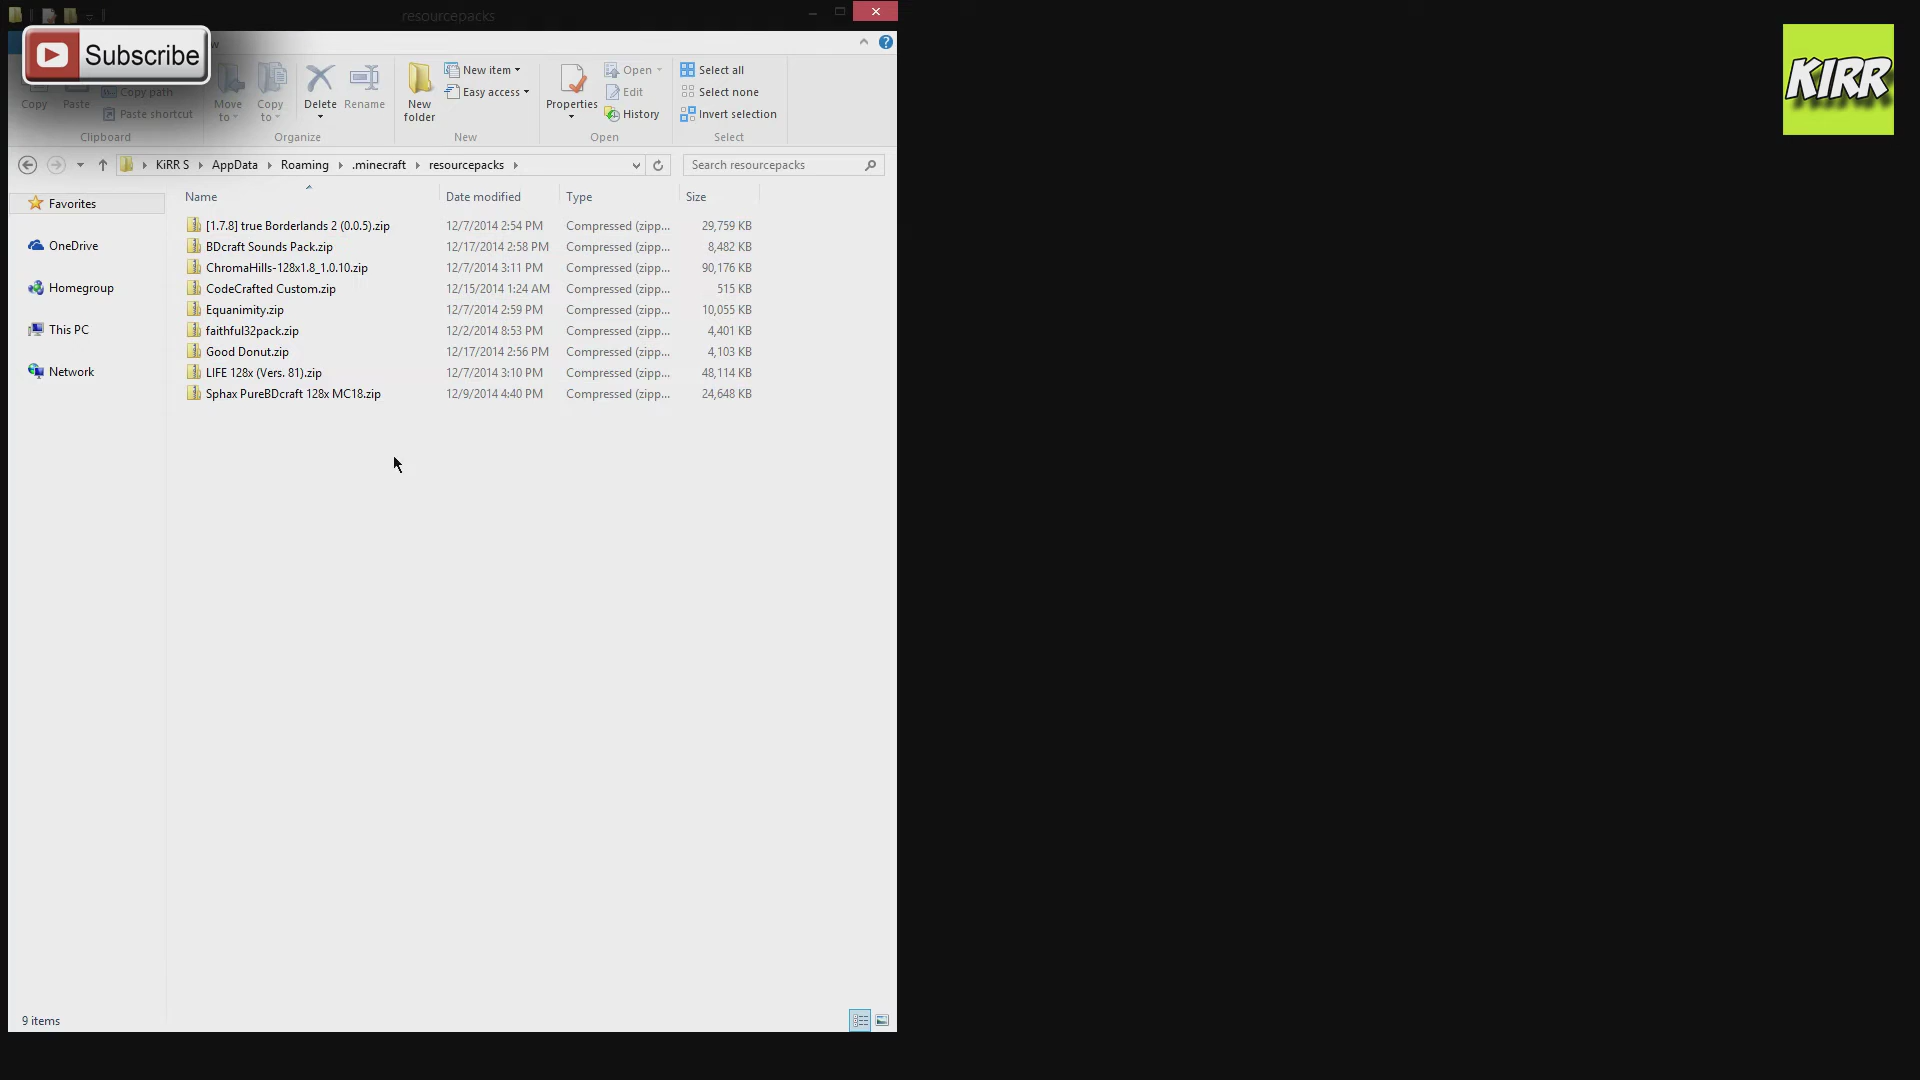 resourcepacks
Subscribe
w
Copy
Paste
Copy path
Paste shortcut
Clipboard
Move to
Copy to
Delete
Rename
Organize
New folder
New item
Easy access
New
Properties
Open
Edit
History
Open
Select all
Select none
Invert selection
Select
KIRR
KiRR S
AppData
Roaming
.minecraft
resourcepacks
Search resourcepacks
Favorites
OneDrive
Homegroup
This PC
Network
Name Date modified Type Size
[1.7.8] true Borderlands 2 (0.0.5).zip 12/7/2014 2:54 PM Compressed (zipp... 29,759 KB
BDcraft Sounds Pack.zip 12/17/2014 2:58 PM Compressed (zipp... 8,482 KB
ChromaHills-128x1.8_1.0.10.zip 12/7/2014 3:11 PM Compressed (zipp... 90,176 KB
CodeCrafted Custom.zip 12/15/2014 1:24 AM Compressed (zipp... 515 KB
Equanimity.zip 12/7/2014 2:59 PM Compressed (zipp... 10,055 KB
faithful32pack.zip 12/2/2014 8:53 PM Compressed (zipp... 4,401 KB
Good Donut.zip 12/17/2014 2:56 PM Compressed (zipp... 4,103 KB
LIFE 128x (Vers. 81).zip 12/7/2014 3:10 PM Compressed (zipp... 48,114 KB
Sphax PureBDcraft 128x MC18.zip 12/9/2014 4:40 PM Compressed (zipp... 24,648 KB
9 items